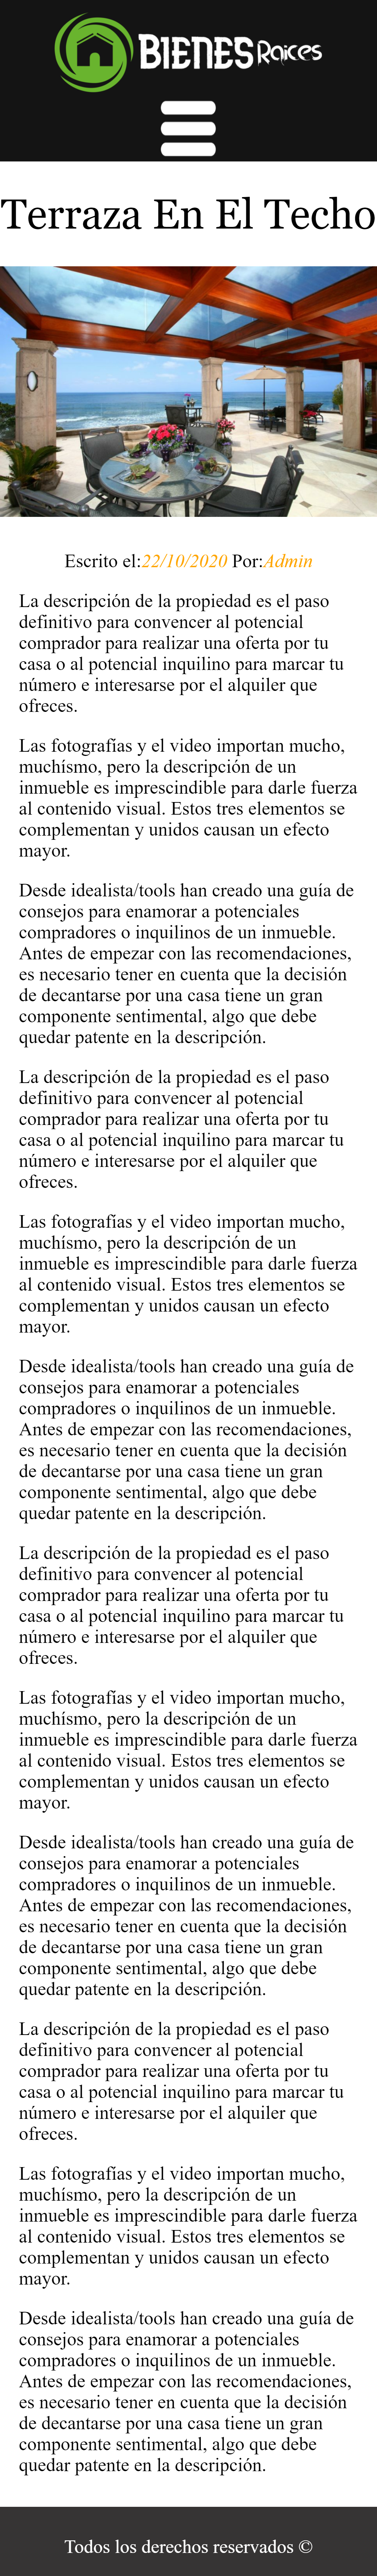 BIENES Raices
Terraza En El Techo
Escrito el:22/10/2020 Por:Admin
La descripción de la propiedad es el paso
definitivo para convencer al potencial
comprador para realizar una oferta por tu
casa o al potencial inquilino para marcar tu
número e interesarse por el alquiler que
ofreces.
Las fotografías y el video importan mucho,
muchísmo, pero la descripción de un
inmueble es imprescindible para darle fuerza
al contenido visual. Estos tres elementos se
complementan y unidos causan un efecto
mayor.
Desde idealista/tools han creado una guía de
consejos para enamorar a potenciales
compradores o inquilinos de un inmueble.
Antes de empezar con las recomendaciones,
es necesario tener en cuenta que la decisión
de decantarse por una casa tiene un gran
componente sentimental, algo que debe
quedar patente en la descripción.
La descripción de la propiedad es el paso
definitivo para convencer al potencial
comprador para realizar una oferta por tu
casa o al potencial inquilino para marcar tu
número e interesarse por el alquiler que
ofreces.
Las fotografías y el video importan mucho,
muchísmo, pero la descripción de un
inmueble es imprescindible para darle fuerza
al contenido visual. Estos tres elementos se
complementan y unidos causan un efecto
mayor.
Desde idealista/tools han creado una guía de
consejos para enamorar a potenciales
compradores o inquilinos de un inmueble.
Antes de empezar con las recomendaciones,
es necesario tener en cuenta que la decisión
de decantarse por una casa tiene un gran
componente sentimental, algo que debe
quedar patente en la descripción.
La descripción de la propiedad es el paso
definitivo para convencer al potencial
comprador para realizar una oferta por tu
casa o al potencial inquilino para marcar tu
número e interesarse por el alquiler que
ofreces.
Las fotografías y el video importan mucho,
muchísmo, pero la descripción de un
inmueble es imprescindible para darle fuerza
al contenido visual. Estos tres elementos se
complementan y unidos causan un efecto
mayor.
Desde idealista/tools han creado una guía de
consejos para enamorar a potenciales
compradores o inquilinos de un inmueble.
Antes de empezar con las recomendaciones,
es necesario tener en cuenta que la decisión
de decantarse por una casa tiene un gran
componente sentimental, algo que debe
quedar patente en la descripción.
La descripción de la propiedad es el paso
definitivo para convencer al potencial
comprador para realizar una oferta por tu
casa o al potencial inquilino para marcar tu
número e interesarse por el alquiler que
ofreces.
Las fotografías y el video importan mucho,
muchísmo, pero la descripción de un
inmueble es imprescindible para darle fuerza
al contenido visual. Estos tres elementos se
complementan y unidos causan un efecto
mayor.
Desde idealista/tools han creado una guía de
consejos para enamorar a potenciales
compradores o inquilinos de un inmueble.
Antes de empezar con las recomendaciones,
es necesario tener en cuenta que la decisión
de decantarse por una casa tiene un gran
componente sentimental, algo que debe
quedar patente en la descripción.
Todos los derechos reservados ©